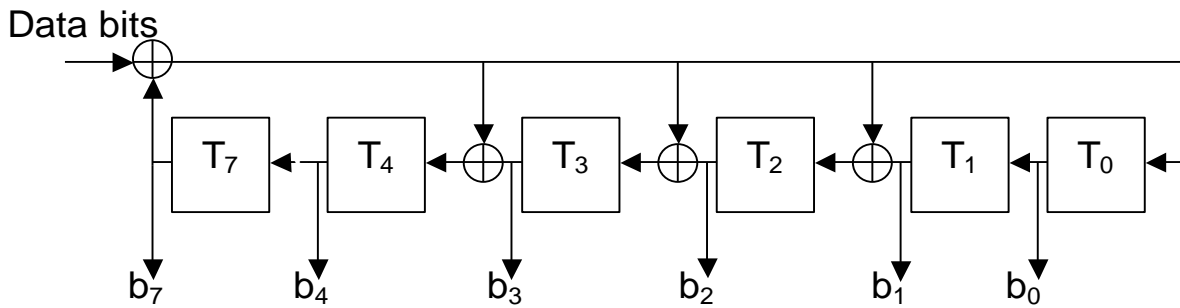 Data bits
T₇ T₄ T₃ T₂ T₁ T₀
b₇ b₄ b₃ b₂ b₁ b₀